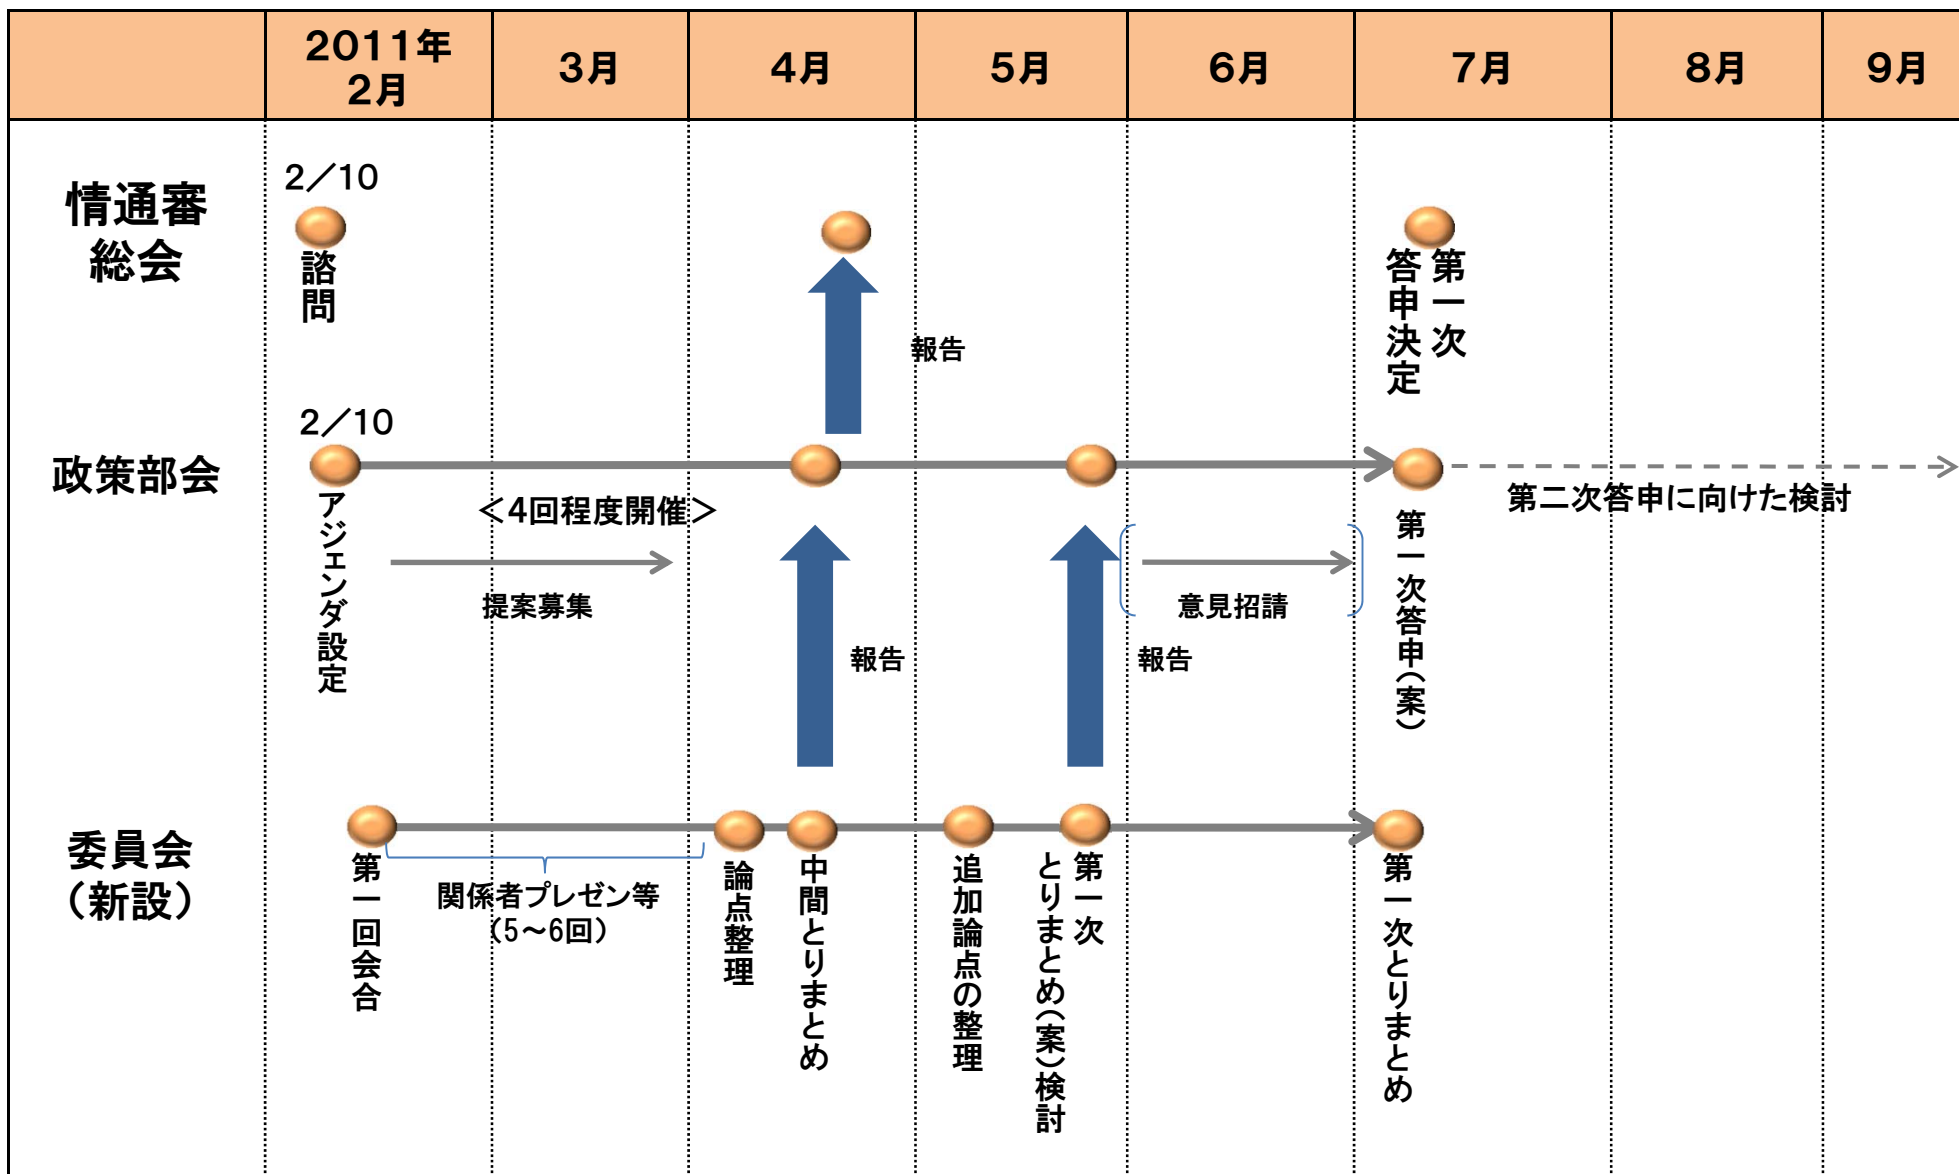 2011年
2月
3月
4月
5月
6月
7月
8月
9月
情通審
総会
2／10
諮問
報告
第一次
答申決定
政策部会
2／10
アジェンダ設定
＜4回程度開催＞
提案募集
報告
報告
意見招請
第一次答申（案）
第二次答申に向けた検討
委員会
（新設）
第一回会合
関係者プレゼン等
（5～6回）
論点整理
中間とりまとめ
追加論点の整理
第一次
とりまとめ（案）検討
第一次とりまとめ